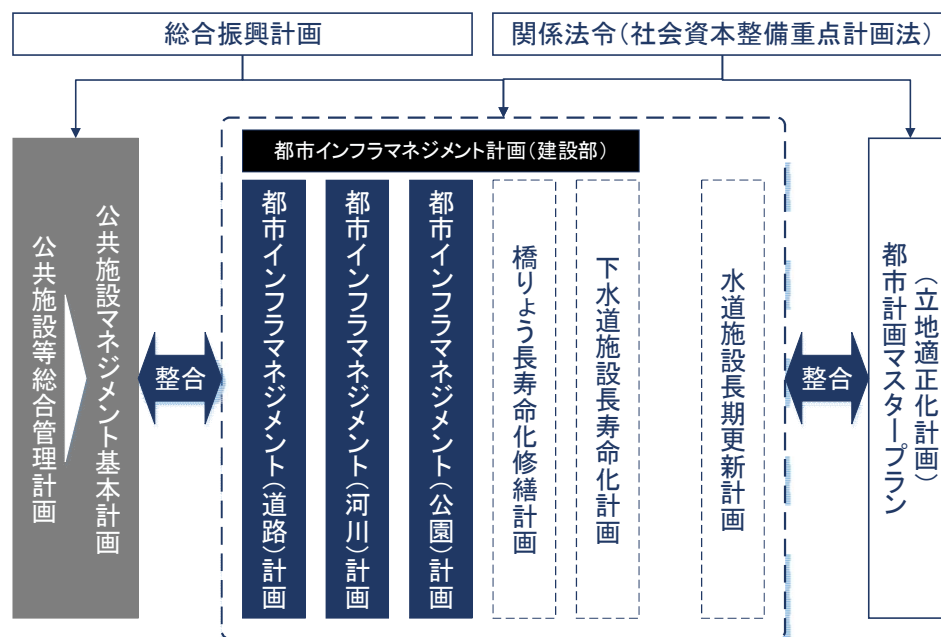 総合振興計画
関係法令（社会資本整備重点計画法）
都市インフラマネジメント計画（建設部）
公共施設等総合管理計画
公共施設マネジメント基本計画
整合
都市インフラマネジメント（道路）計画
都市インフラマネジメント（河川）計画
都市インフラマネジメント（公園）計画
橋りょう長寿命化修繕計画
下水道施設長寿命化計画
水道施設長期更新計画
整合
都市計画マスタープラン
（立地適正化計画）